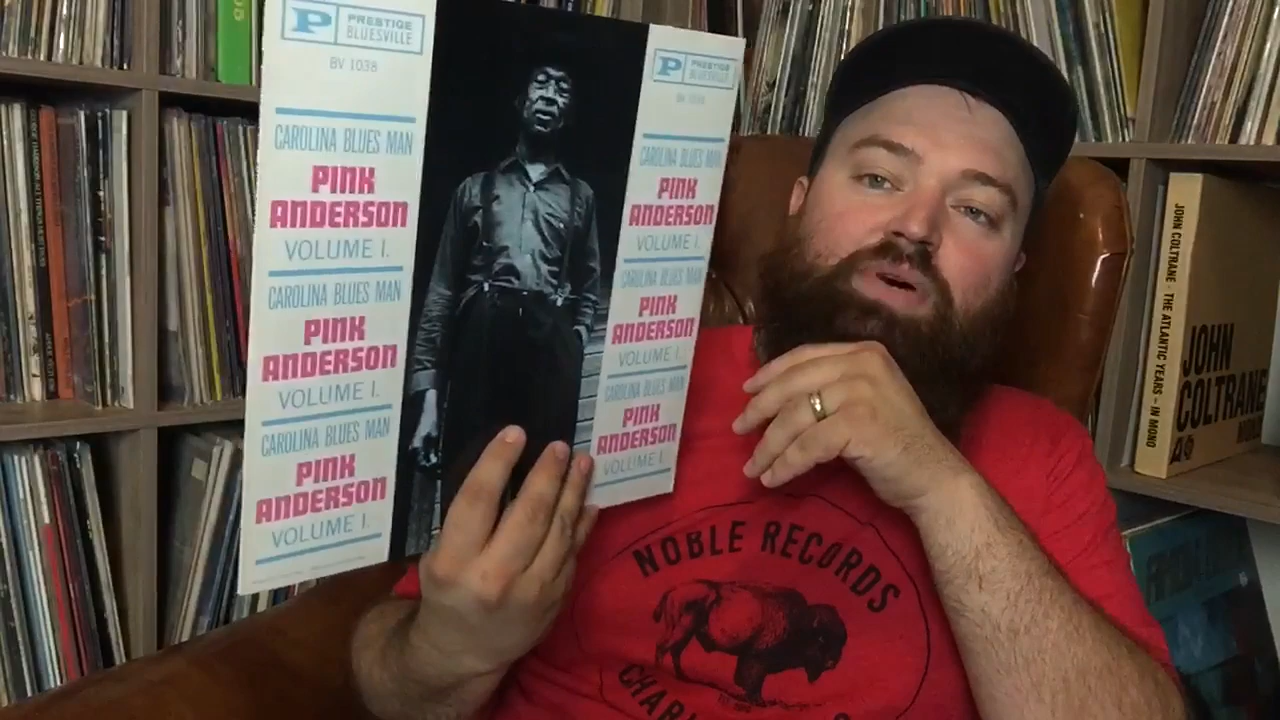 PRESTIGE
BLUESVILLE
BV 1038
CAROLINA BLUES MAN
PINK
ANDERSON
VOLUME I.
CAROLINA BLUES MAN
PINK
ANDERSON
VOLUME I.
CAROLINA BLUES MAN
PINK
ANDERSON
VOLUME I.
PRESTIGE
BLUESVILLE
BV 1038
CAROLINA BLUES MAN
PINK
ANDERSON
VOLUME I.
CAROLINA BLUES MAN
PINK
ANDERSON
VOLUME I.
CAROLINA BLUES MAN
PINK
ANDERSON
VOLUME I.
NOBLE RECORDS
JOHN COLTRANE - THE ATLANTIC YEARS – IN MONO
JOHN
COLTRANE